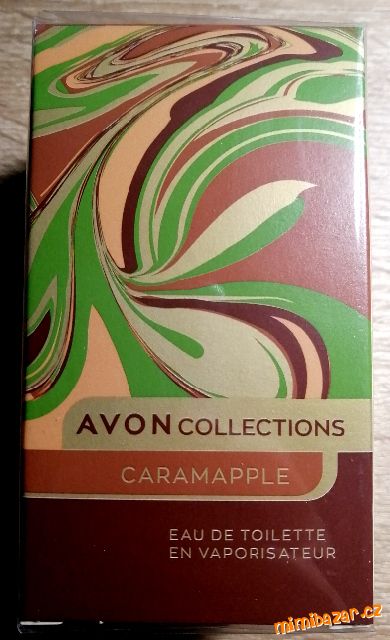 AVON COLLECTIONS
CARAMAPPLE
EAU DE TOILETTE
EN VAPORISATEUR
mimibazar.cz